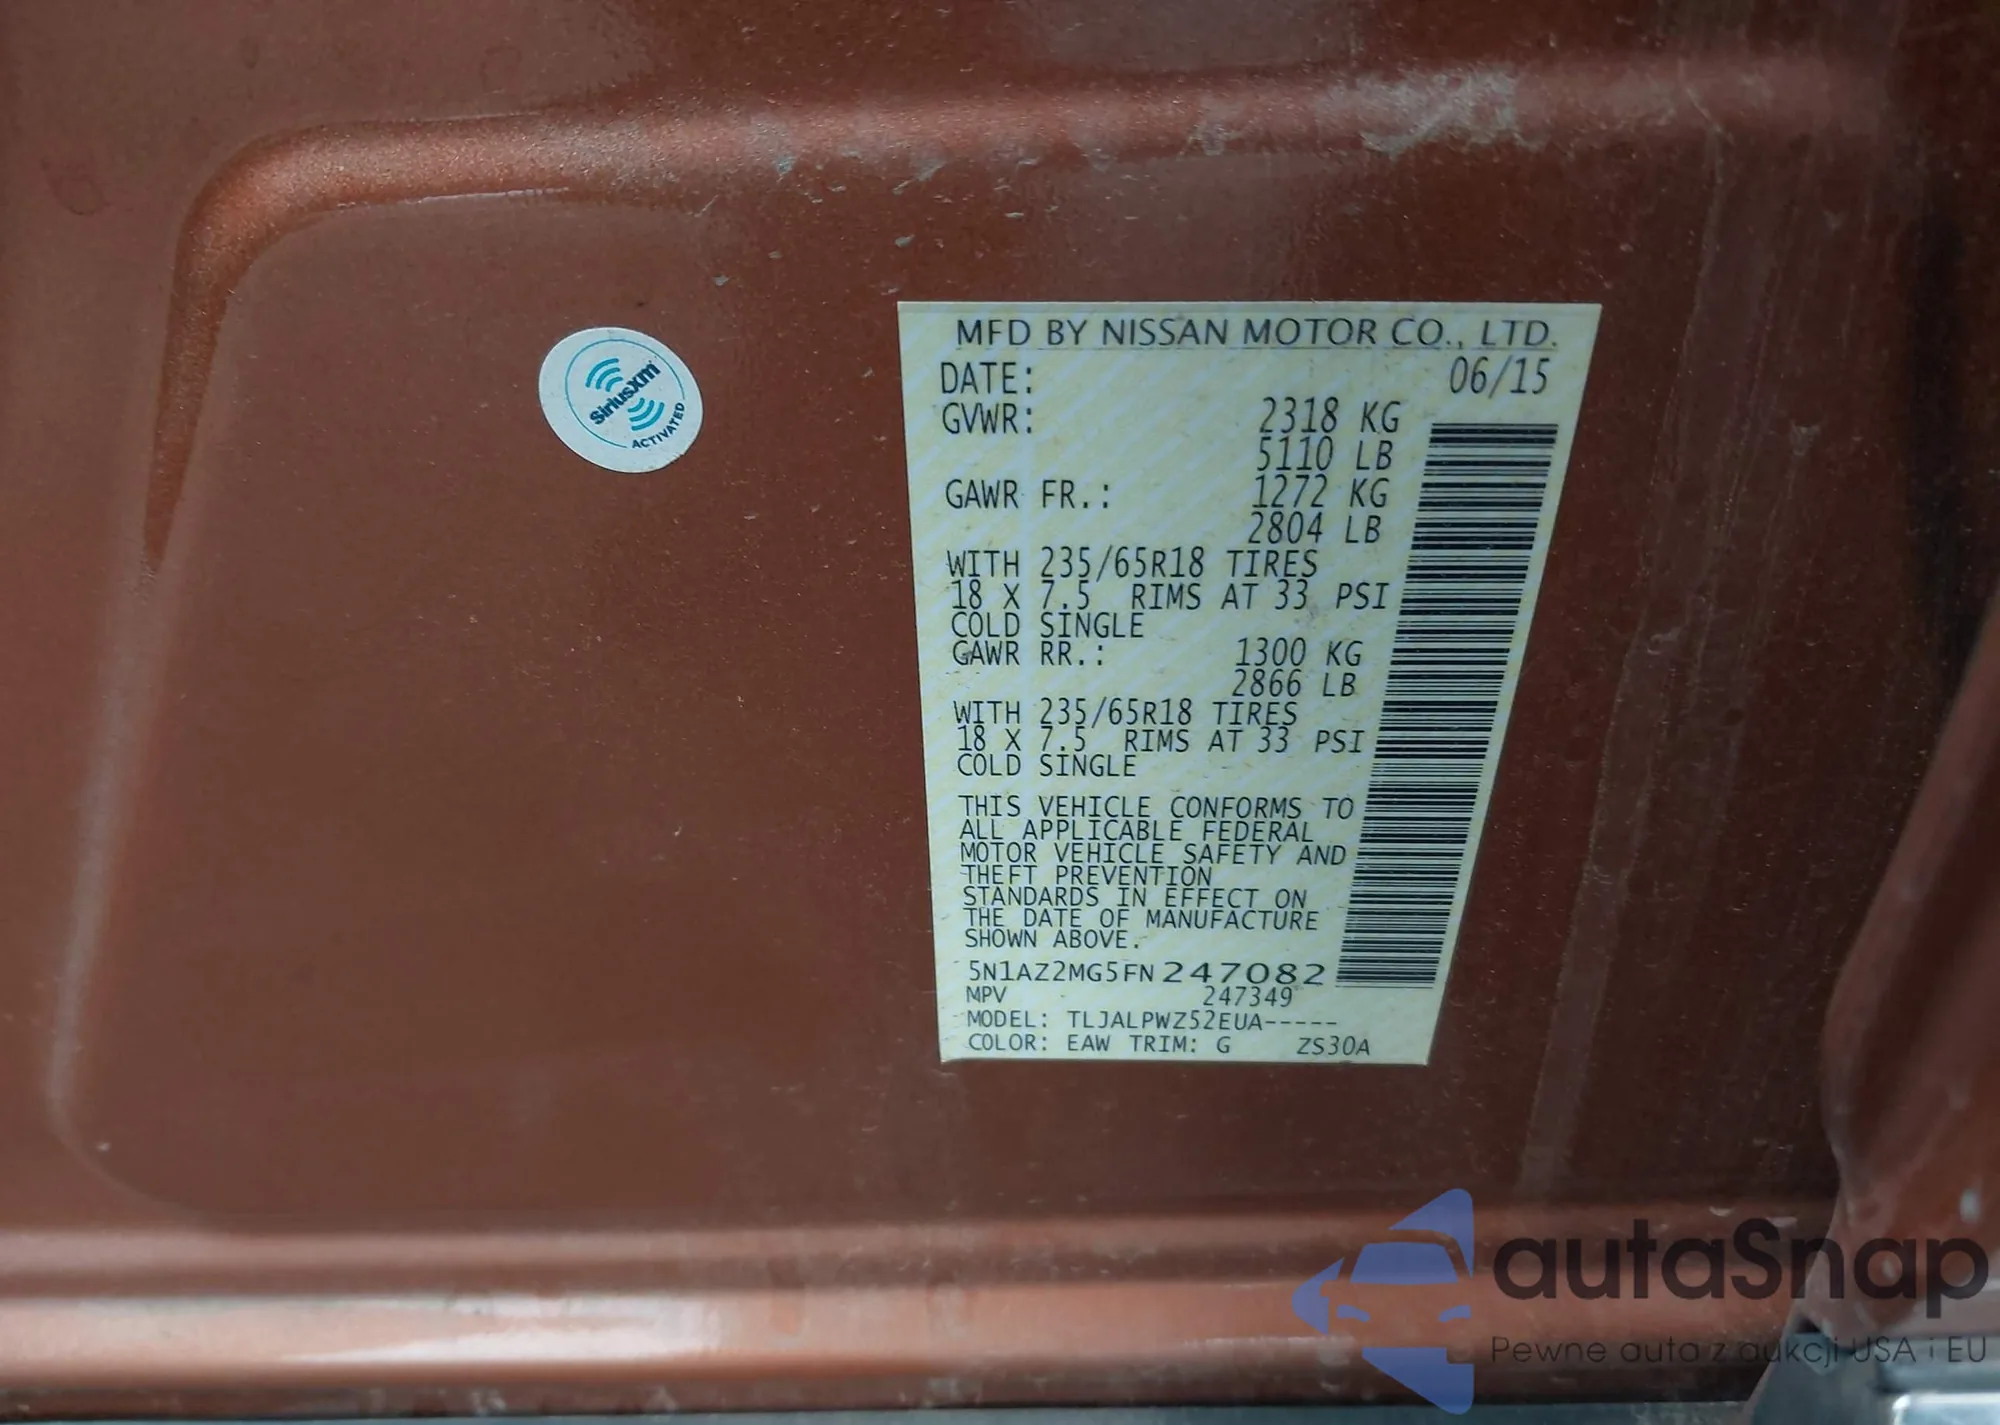 MFD BY NISSAN MOTOR CO., LTD.
DATE: 06/15
GVWR: 2318 KG
5110 LB
GAWR FR.: 1272 KG
2804 LB
WITH 235/65R18 TIRES
18 X 7.5 RIMS AT 33 PSI
COLD SINGLE
GAWR RR.: 1300 KG
2866 LB
WITH 235/65R18 TIRES
18 X 7.5 RIMS AT 33 PSI
COLD SINGLE
THIS VEHICLE CONFORMS TO
ALL APPLICABLE FEDERAL
MOTOR VEHICLE SAFETY AND
THEFT PREVENTION
STANDARDS IN EFFECT ON
THE DATE OF MANUFACTURE
SHOWN ABOVE.
5N1AZ2MG5FN247082
MPV 247349
MODEL: TLJALPWZ52EUA-----
COLOR: EAW TRIM: G ZS30A
SiriusXm
ACTIVATED
autaSnap
Pewne auta z aukcji USA i EU